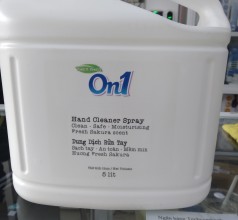 On1
Hand Cleaner Spray
Clean - Safe - Moisturising
Fresh Sakura scent
Dung Dịch Rửa Tay
Sạch tay - An toàn - Mềm mịn
Hương Fresh Sakura
5 Lít